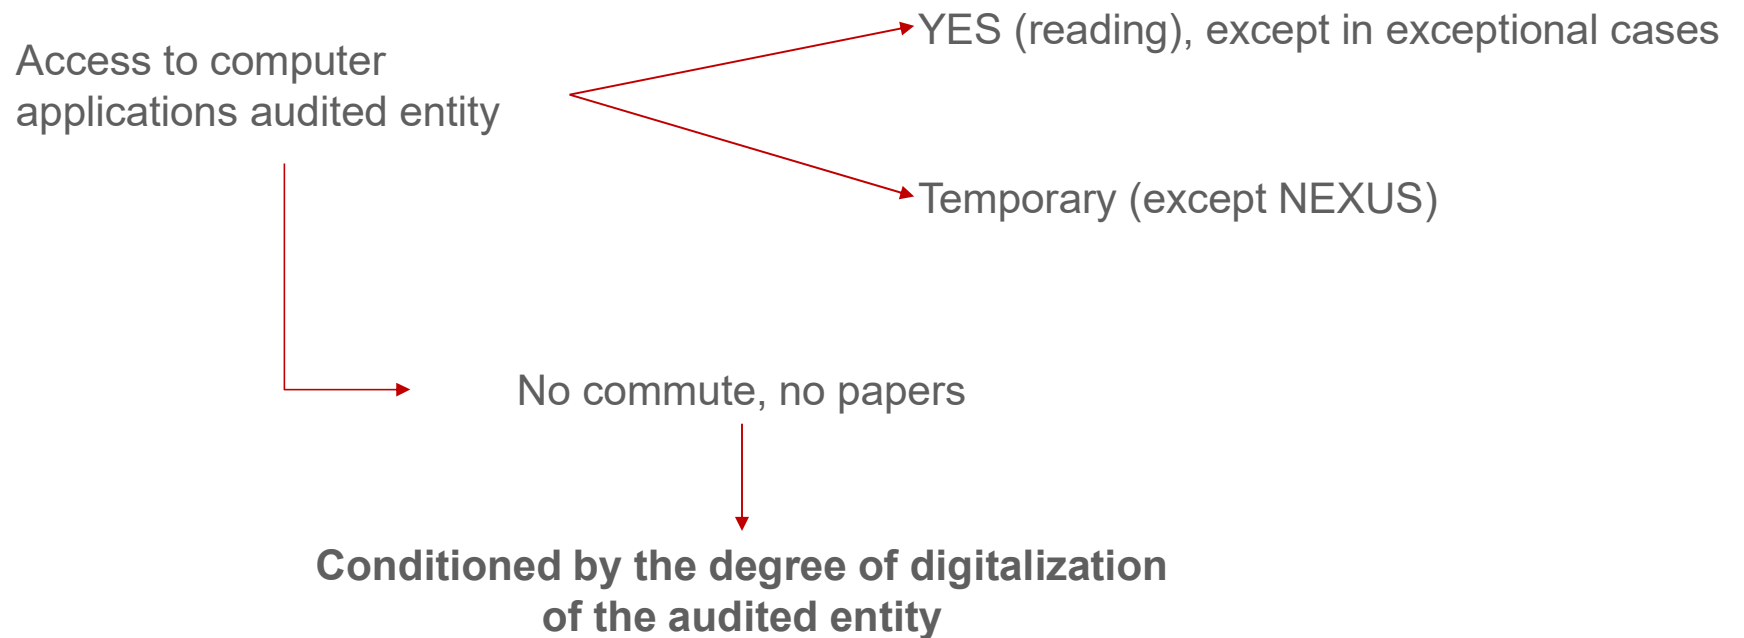 YES (reading), except in exceptional cases
Access to computer
applications audited entity
Temporary (except NEXUS)
No commute, no papers
Conditioned by the degree of digitalization
of the audited entity